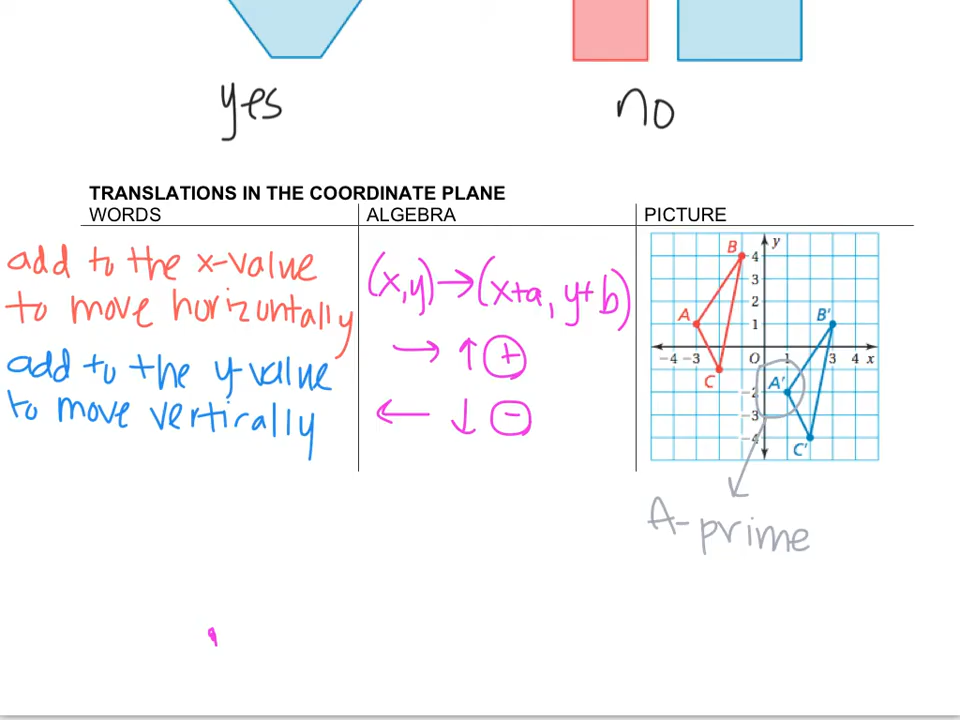 yes
no
TRANSLATIONS IN THE COORDINATE PLANE
WORDS
ALGEBRA
PICTURE
add to the x-value
to move horizontally
add to the y-value
to move vertically
(x,y)→(x+a, y+b)
→ ↑ +
← ↓ −
B 4 y
3
2
A 1 B'
−4 −3 O 1 3 4 x
C −2 A'
−3
−4 C'
A-prime